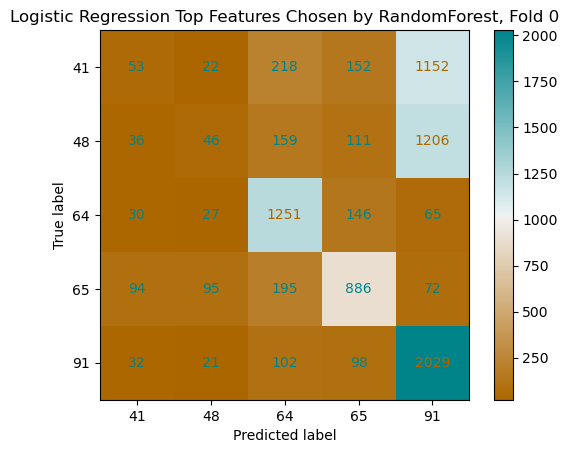 Logistic Regression Top Features Chosen by RandomForest, Fold 0
41 53 22 218 152 1152
48 36 46 159 111 1206
64 30 27 1251 146 65
65 94 95 195 886 72
91 32 21 102 98 2029
41 48 64 65 91
True label
Predicted label
2000
1750
1500
1250
1000
750
500
250